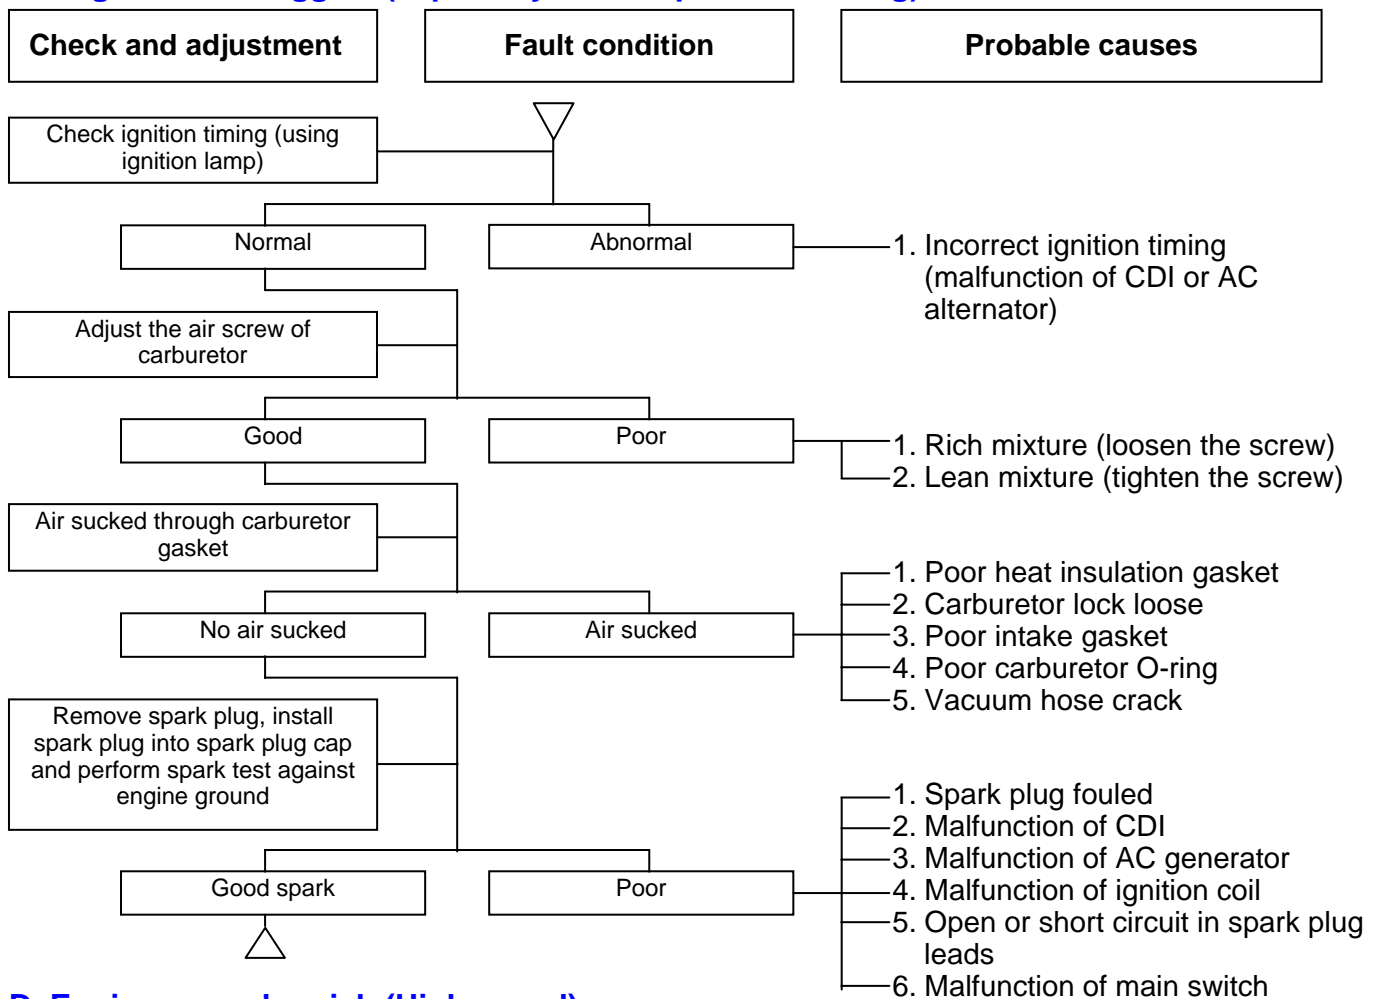 Check and adjustment
Fault condition
Probable causes
Check ignition timing (using
ignition lamp)
Normal
Abnormal
1. Incorrect ignition timing
(malfunction of CDI or AC
alternator)
Adjust the air screw of
carburetor
Good
Poor
1. Rich mixture (loosen the screw)
2. Lean mixture (tighten the screw)
Air sucked through carburetor
gasket
No air sucked
Air sucked
1. Poor heat insulation gasket
2. Carburetor lock loose
3. Poor intake gasket
4. Poor carburetor O-ring
5. Vacuum hose crack
Remove spark plug, install
spark plug into spark plug cap
and perform spark test against
engine ground
Good spark
Poor
1. Spark plug fouled
2. Malfunction of CDI
3. Malfunction of AC generator
4. Malfunction of ignition coil
5. Open or short circuit in spark plug
leads
6. Malfunction of main switch